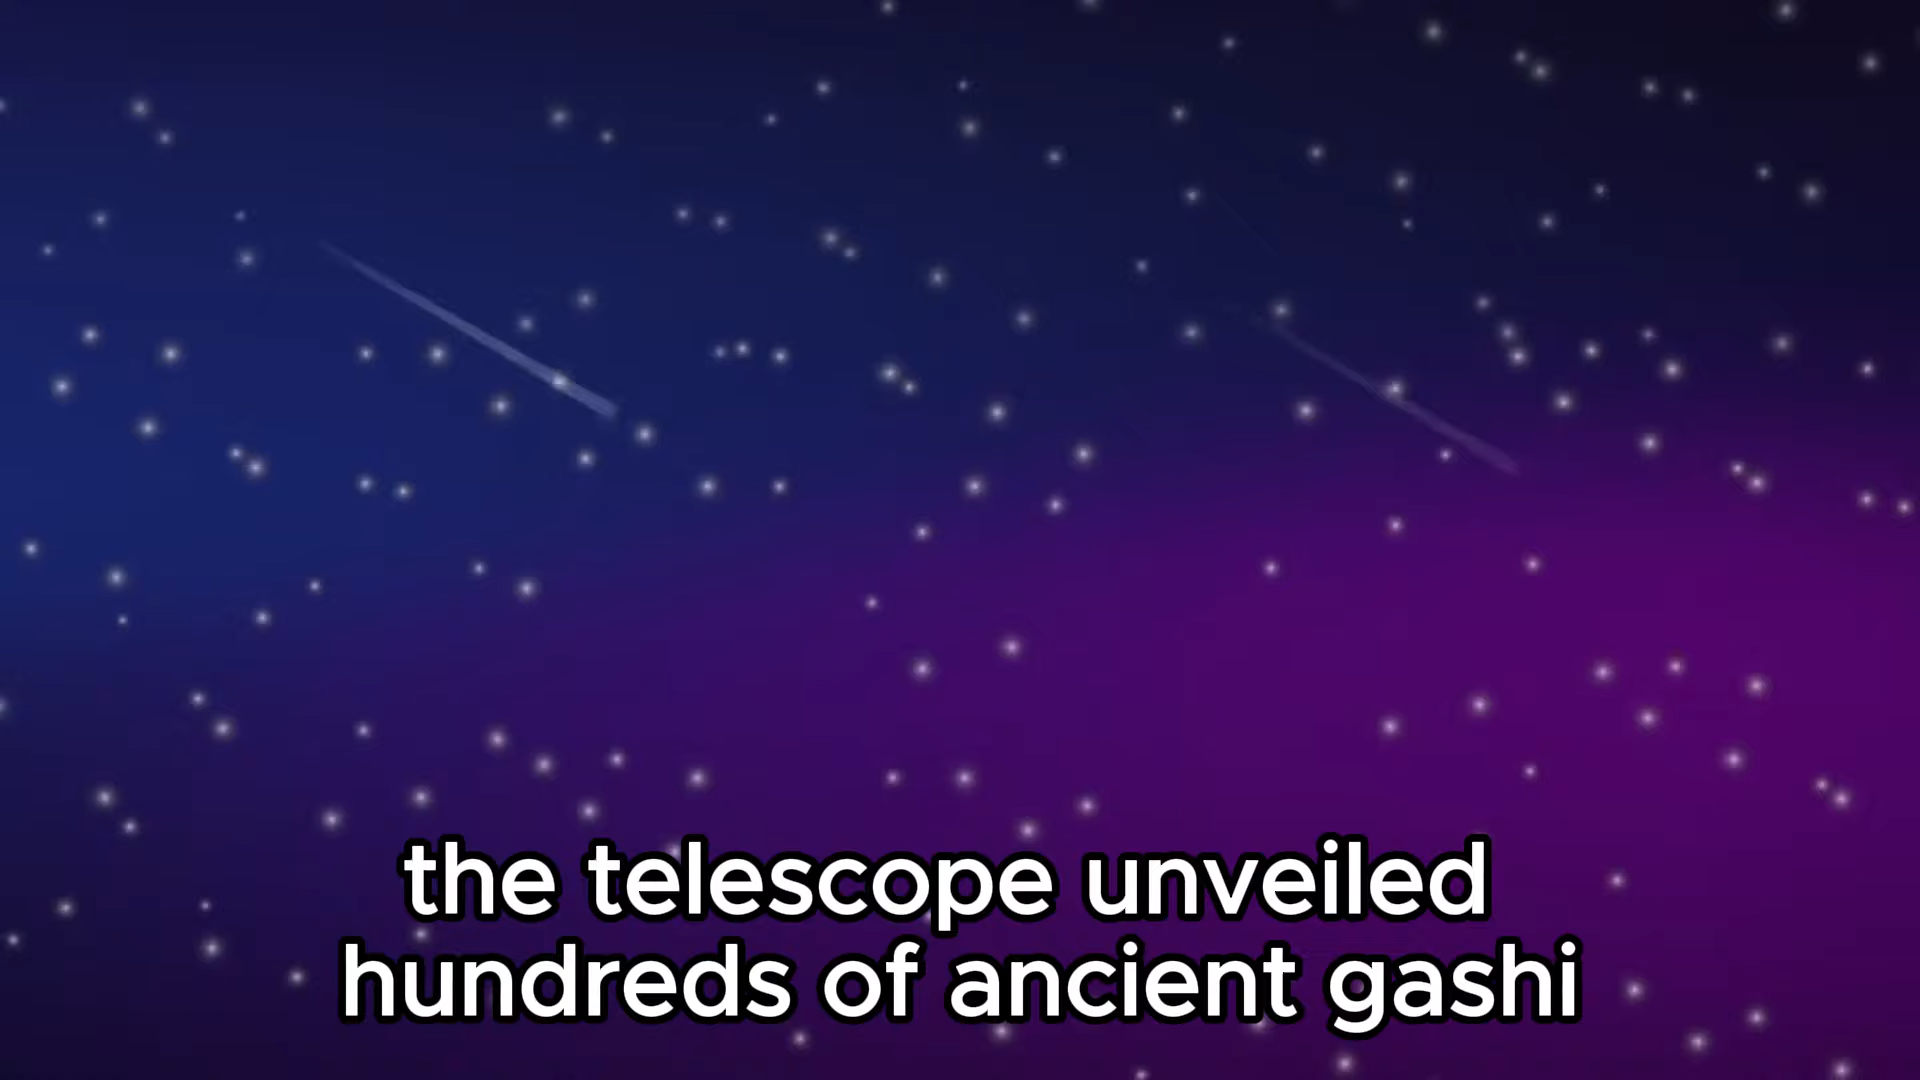 the telescope unveiled
hundreds of ancient gashi